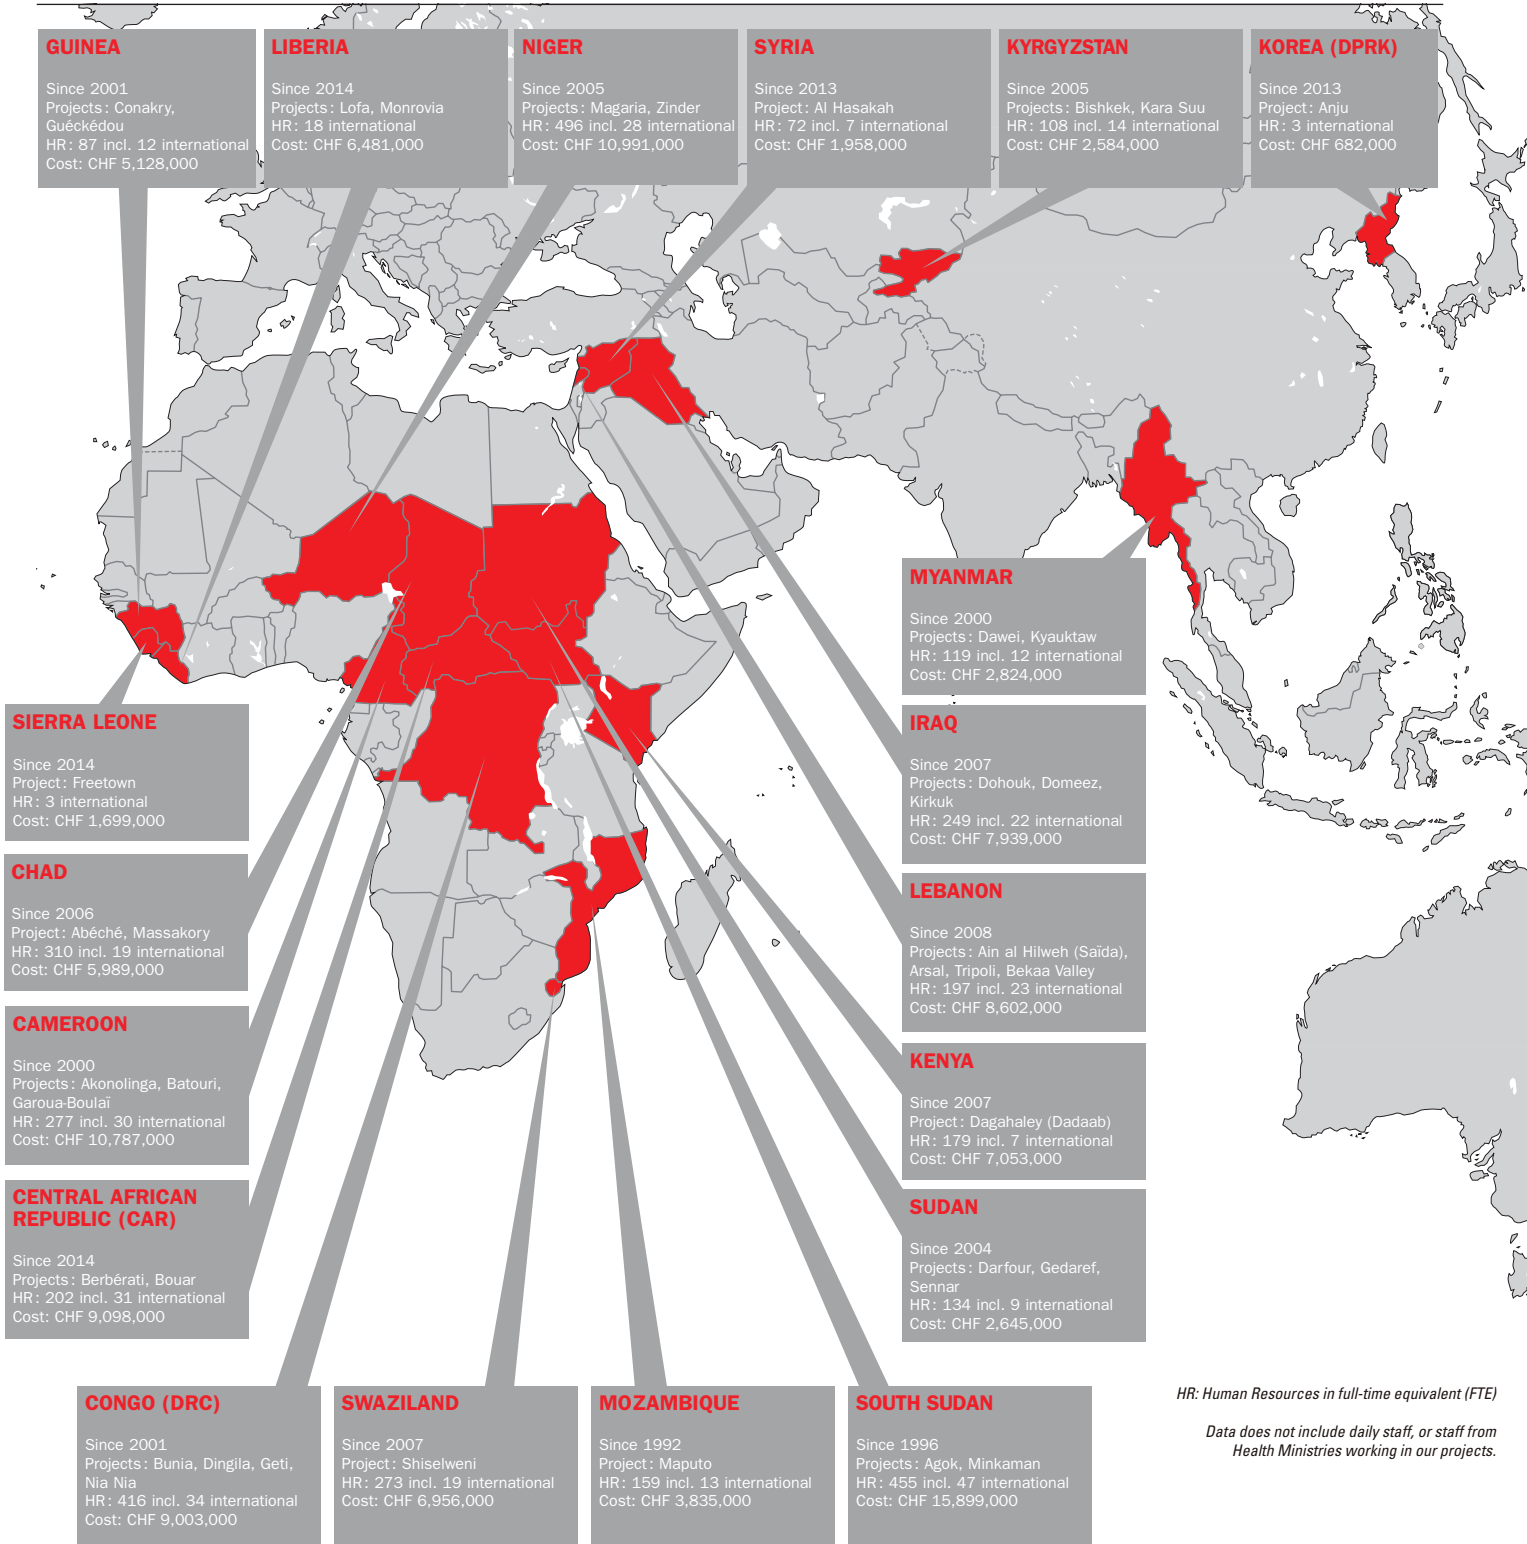 GUINEA
Since 2001
Projects: Conakry,
Guéckédou
HR: 87 incl. 12 international
Cost: CHF 5,128,000
LIBERIA
Since 2014
Projects: Lofa, Monrovia
HR: 18 international
Cost: CHF 6,481,000
NIGER
Since 2005
Projects: Magaria, Zinder
HR: 496 incl. 28 international
Cost: CHF 10,991,000
SYRIA
Since 2013
Project: Al Hasakah
HR: 72 incl. 7 international
Cost: CHF 1,958,000
KYRGYZSTAN
Since 2005
Projects: Bishkek, Kara Suu
HR: 108 incl. 14 international
Cost: CHF 2,584,000
KOREA (DPRK)
Since 2013
Project: Anju
HR: 3 international
Cost: CHF 682,000
MYANMAR
Since 2000
Projects: Dawei, Kyauktaw
HR: 119 incl. 12 international
Cost: CHF 2,824,000
SIERRA LEONE
Since 2014
Project: Freetown
HR: 3 international
Cost: CHF 1,699,000
IRAQ
Since 2007
Projects: Dohouk, Domeez,
Kirkuk
HR: 249 incl. 22 international
Cost: CHF 7,939,000
CHAD
Since 2006
Project: Abéché, Massakory
HR: 310 incl. 19 international
Cost: CHF 5,989,000
LEBANON
Since 2008
Projects: Ain al Hilweh (Saïda),
Arsal, Tripoli, Bekaa Valley
HR: 197 incl. 23 international
Cost: CHF 8,602,000
CAMEROON
Since 2000
Projects: Akonolinga, Batouri,
Garoua-Boulaï
HR: 277 incl. 30 international
Cost: CHF 10,787,000
KENYA
Since 2007
Project: Dagahaley (Dadaab)
HR: 179 incl. 7 international
Cost: CHF 7,053,000
CENTRAL AFRICAN
REPUBLIC (CAR)
Since 2014
Projects: Berbérati, Bouar
HR: 202 incl. 31 international
Cost: CHF 9,098,000
SUDAN
Since 2004
Projects: Darfour, Gedaref,
Sennar
HR: 134 incl. 9 international
Cost: CHF 2,645,000
CONGO (DRC)
Since 2001
Projects: Bunia, Dingila, Geti,
Nia Nia
HR: 416 incl. 34 international
Cost: CHF 9,003,000
SWAZILAND
Since 2007
Project: Shiselweni
HR: 273 incl. 19 international
Cost: CHF 6,956,000
MOZAMBIQUE
Since 1992
Project: Maputo
HR: 159 incl. 13 international
Cost: CHF 3,835,000
SOUTH SUDAN
Since 1996
Projects: Agok, Minkaman
HR: 455 incl. 47 international
Cost: CHF 15,899,000
HR: Human Resources in full-time equivalent (FTE)
Data does not include daily staff, or staff from
Health Ministries working in our projects.